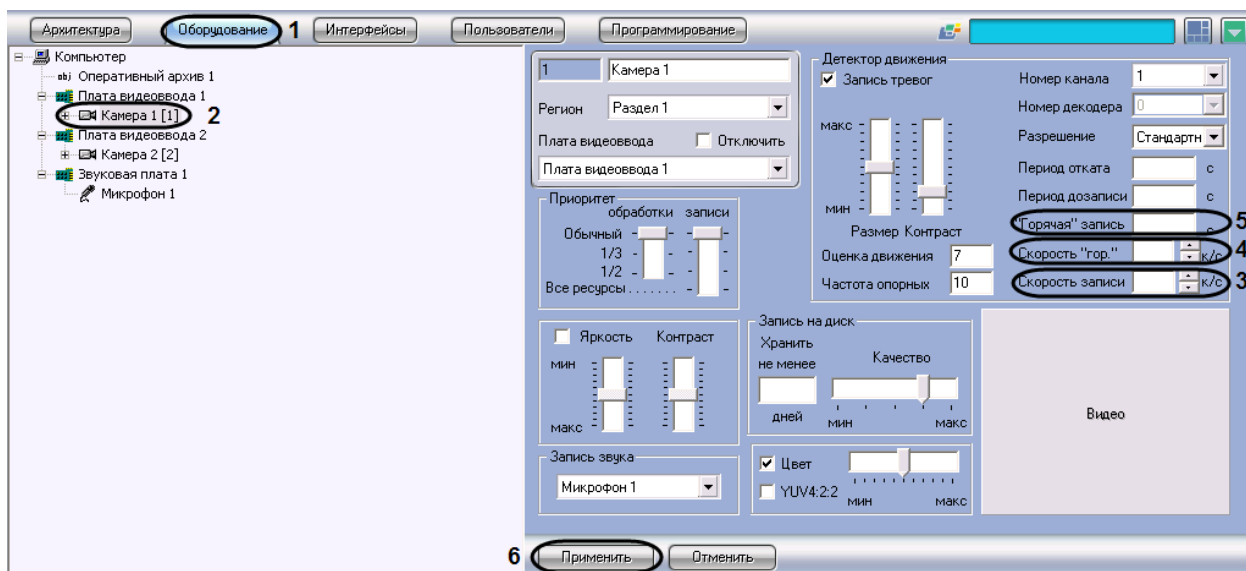 Архитектура Оборудование 1 Интерфейсы Пользователи Программирование
Компьютер
Оперативный архив 1
Плата видеоввода 1
Камера 1 [1] 2
Плата видеоввода 2
Камера 2 [2]
Звуковая плата 1
Микрофон 1
1 Камера 1
Регион Раздел 1
Плата видеоввода Отключить
Плата видеоввода 1
Приоритет
обработки записи
Обычный
1/3
1/2
Все ресурсы.......
Яркость Контраст
мин
макс
Запись звука
Микрофон 1
Детектор движения
Запись тревог
макс
мин
Размер Контраст
Оценка движения 7
Частота опорных 10
Номер канала 1
Номер декодера 0
Разрешение Стандартн
Период отката с
Период дозаписи с
"Горячая" запись с 5
Скорость "гор." к/с 4
Скорость записи к/с 3
Запись на диск
Хранить
не менее
дней
Качество
мин макс
Цвет
YUV4:2:2
мин макс
Видео
6 Применить Отменить